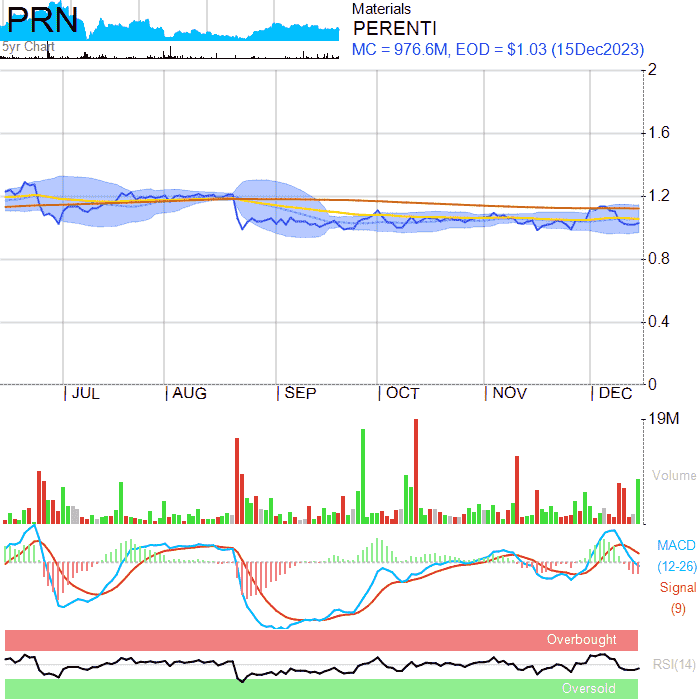 PRN
5yr Chart
Materials
PERENTI
MC = 976.6M, EOD = $1.03 (15Dec2023)
2
1.6
1.2
0.8
0.4
0
JUL AUG SEP OCT NOV DEC
19M
Volume
MACD
(12-26)
Signal
(9)
Overbought
RSI(14)
Oversold